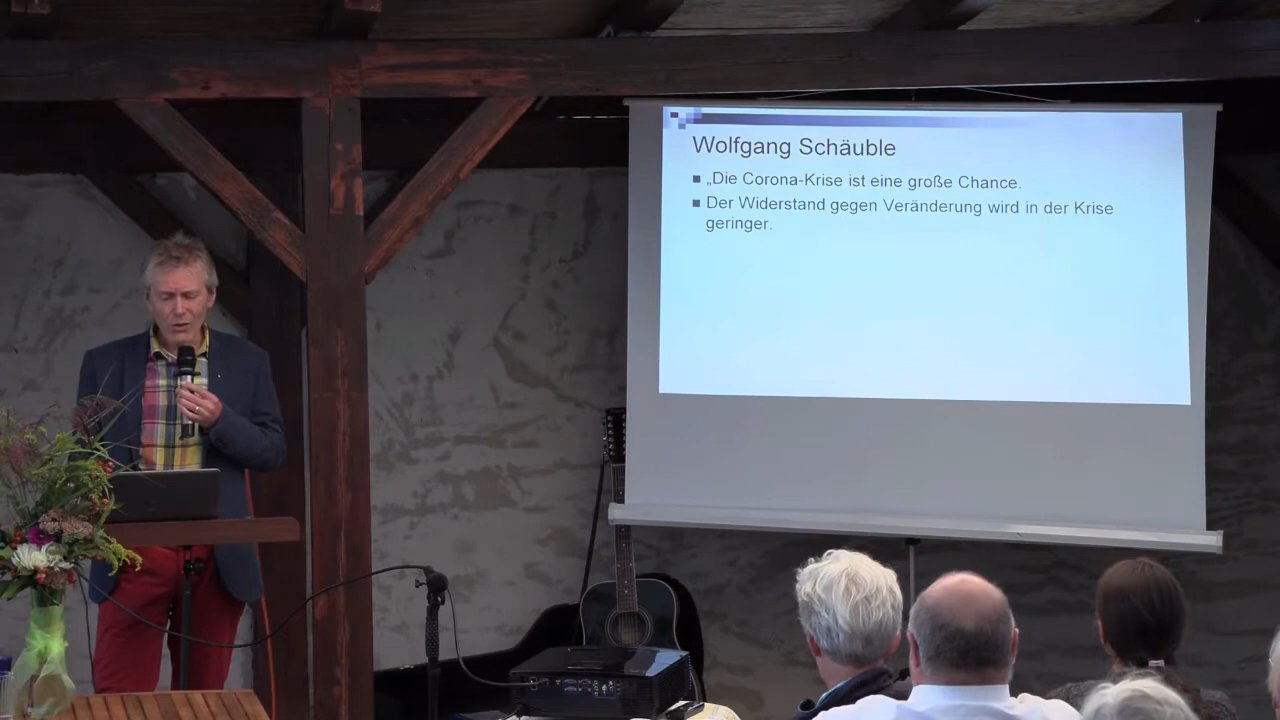 Wolfgang Schäuble
„Die Corona-Krise ist eine große Chance.
Der Widerstand gegen Veränderung wird in der Krise
geringer.